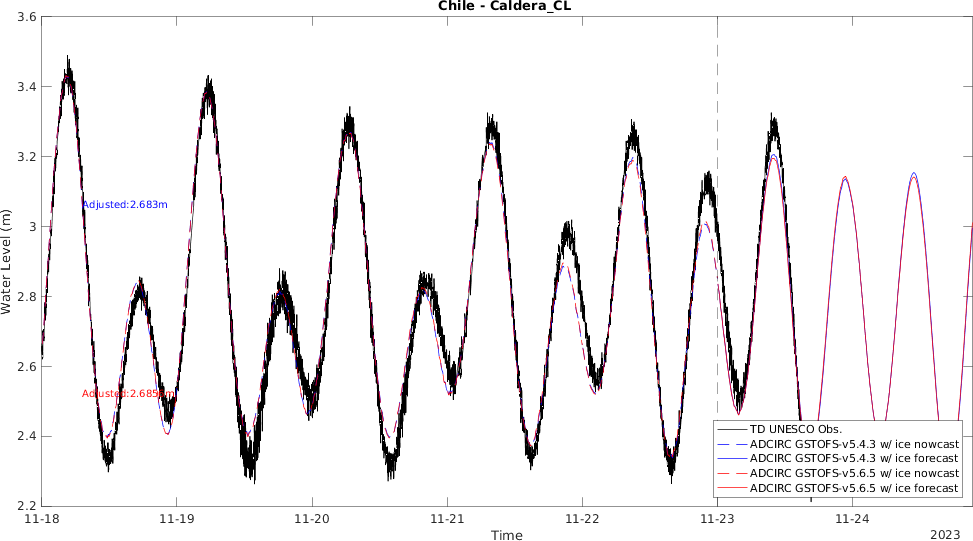 Chile - Caldera_CL
3.6
3.4
3.2
3
2.8
2.6
2.4
2.2
Water Level (m)
Adjusted:2.683m
Adjusted:2.685m
TD UNESCO Obs.
ADCIRC GSTOFS-v5.4.3 w/ ice nowcast
ADCIRC GSTOFS-v5.4.3 w/ ice forecast
ADCIRC GSTOFS-v5.6.5 w/ ice nowcast
ADCIRC GSTOFS-v5.6.5 w/ ice forecast
11-18 11-19 11-20 11-21 11-22 11-23 11-24
Time
2023